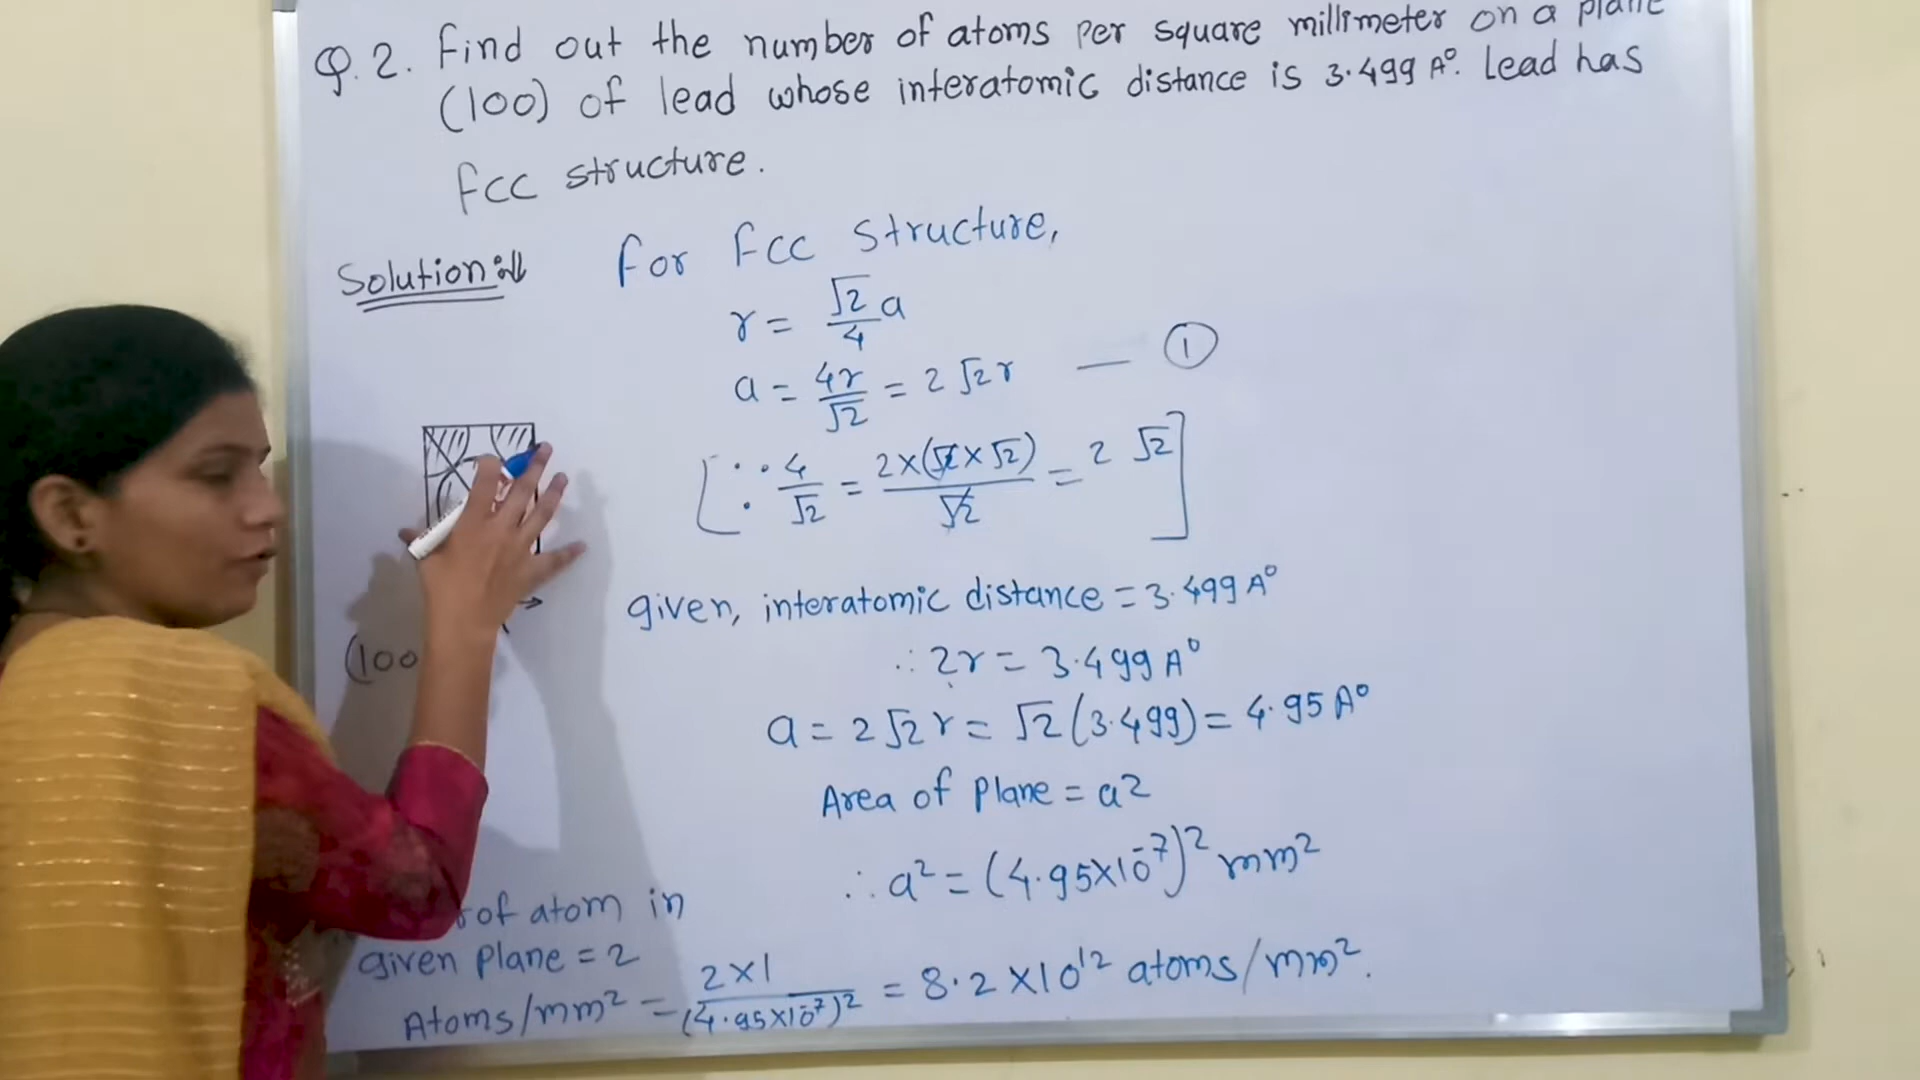 Q.2. Find out the number of atoms per square millimeter on a plane
(100) of lead whose interatomic distance is 3.499 A°. Lead has
FCC structure.
Solution:
For FCC Structure,
r = √2/4 a
a = 4r/√2 = 2√2 r — ①
[∵ 4/√2 = 2×(√2×√2)/√2 = 2√2]
given, interatomic distance = 3.499 A°
∴ 2r = 3.499 A°
(100
a = 2√2 r = √2 (3.499) = 4.95 A°
Area of plane = a2
∴ a² = (4.95×10⁻⁷)² mm²
of atom in
given plane = 2
Atoms/mm² = 2×1/(4.95×10⁻⁷)² = 8.2 ×10¹² atoms/mm².